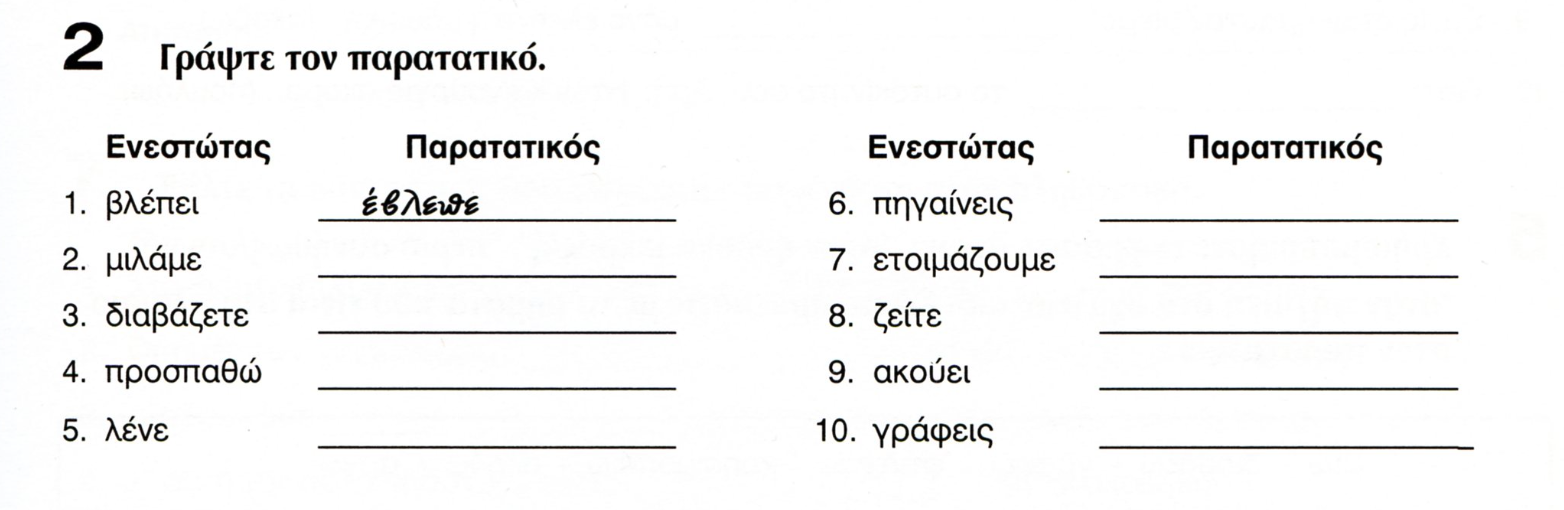 2 Γράψτε τον παρατατικό.
Ενεστώτας Παρατατικός
1. βλέπει έβλεπε
2. μιλάμε
3. διαβάζετε
4. προσπαθώ
5. λένε
Ενεστώτας Παρατατικός
6. πηγαίνεις
7. ετοιμάζουμε
8. ζείτε
9. ακούει
10. γράφεις